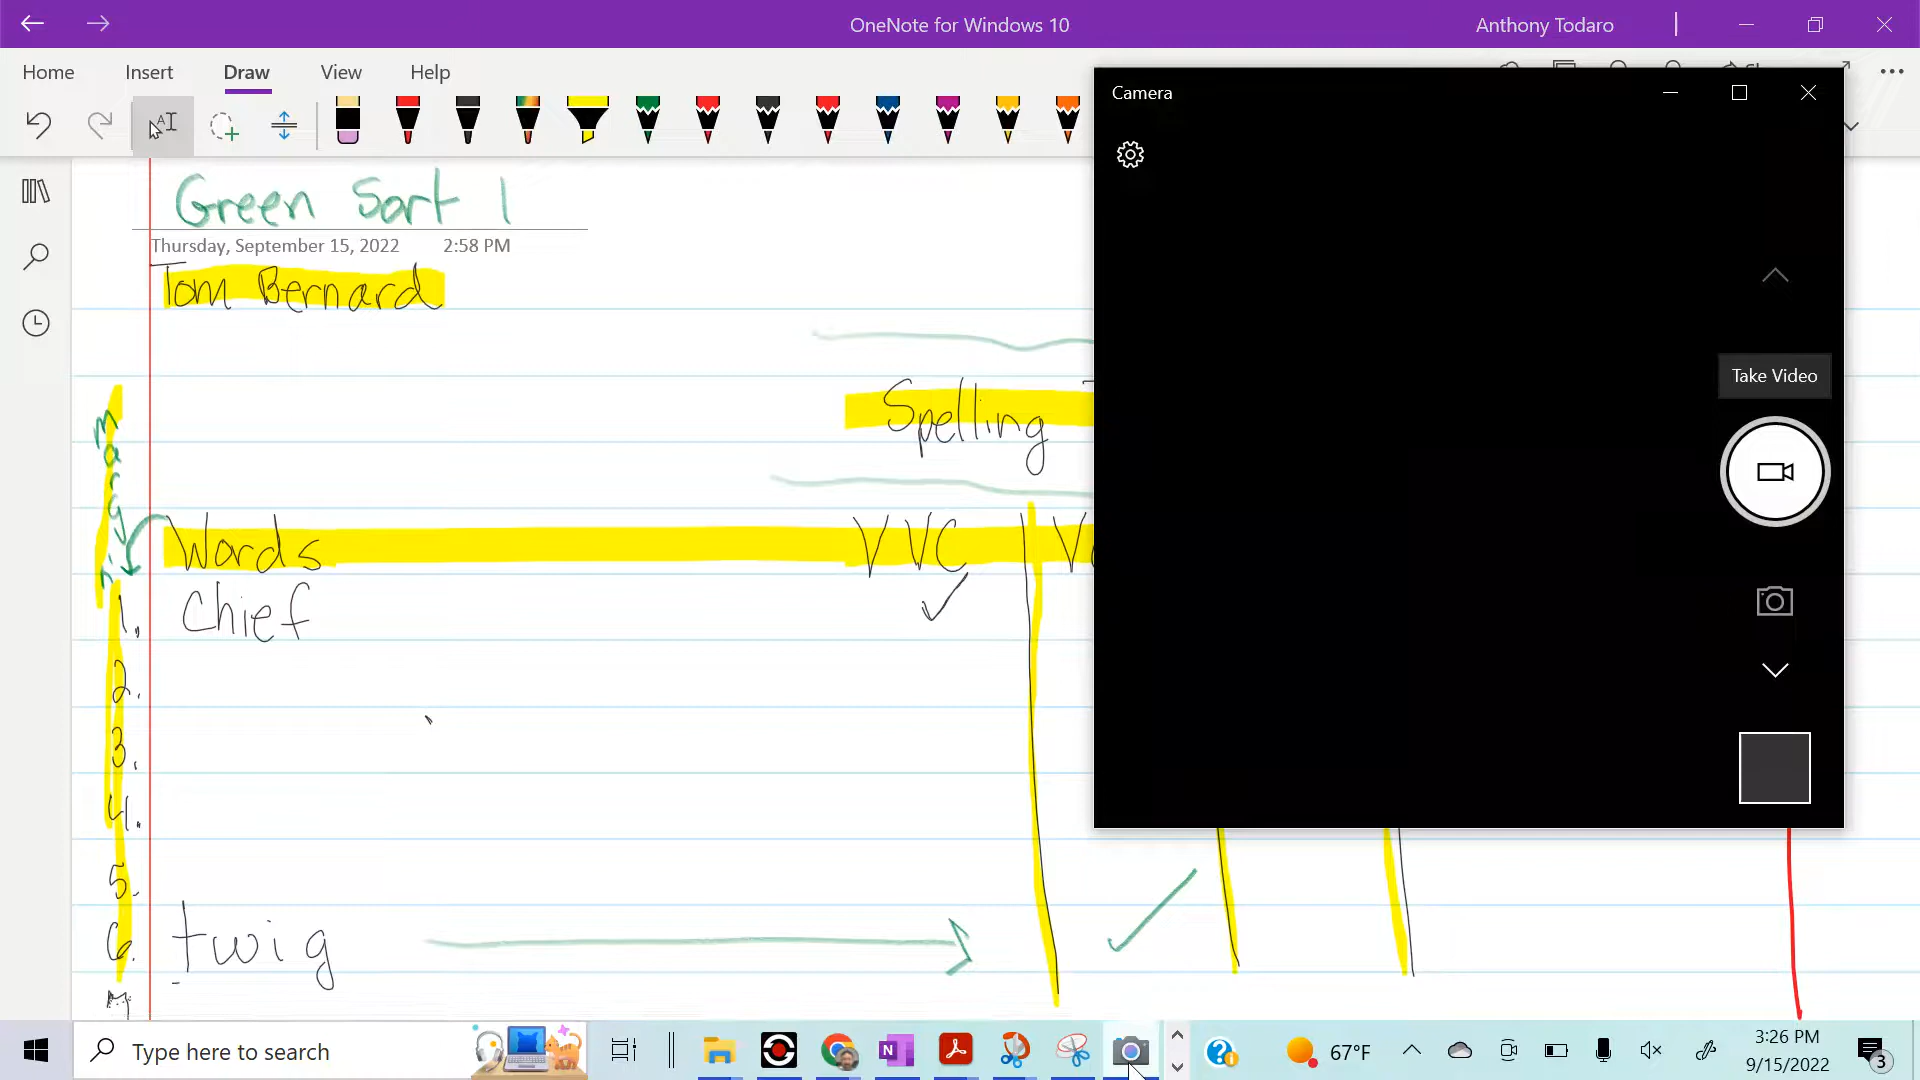 OneNote for Windows 10
Anthony Todaro
Home Insert Draw View Help
Camera
Green Sort 1
Thursday, September 15, 2022 2:58 PM
Tom Bernard
Take Video
Spelling
Margin
Words VVC
1. Chief
2.
3.
4.
5.
6. twig
Type here to search
67°F
3:26 PM
9/15/2022
3